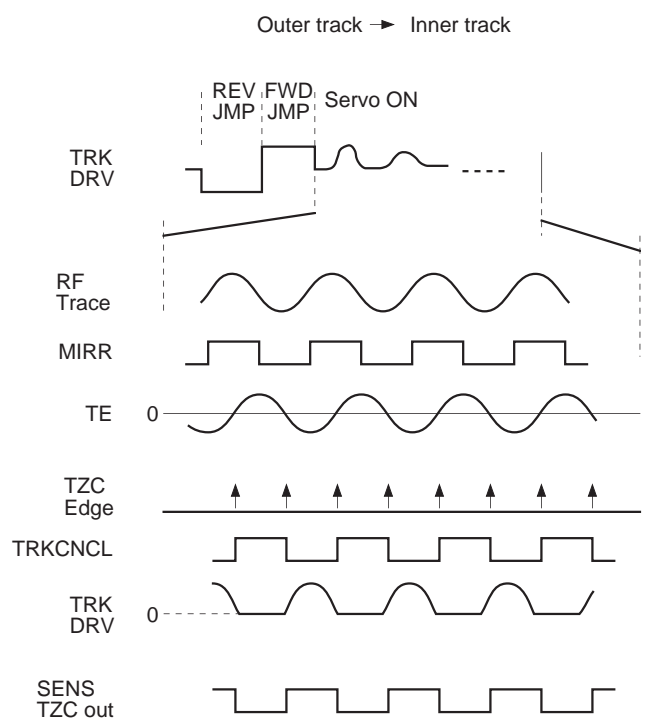 Outer track → Inner track
REV FWD
JMP JMP
Servo ON
TRK
DRV
RF
Trace
MIRR
TE 0
TZC
Edge
TRKCNCL
TRK
DRV
0
SENS
TZC out